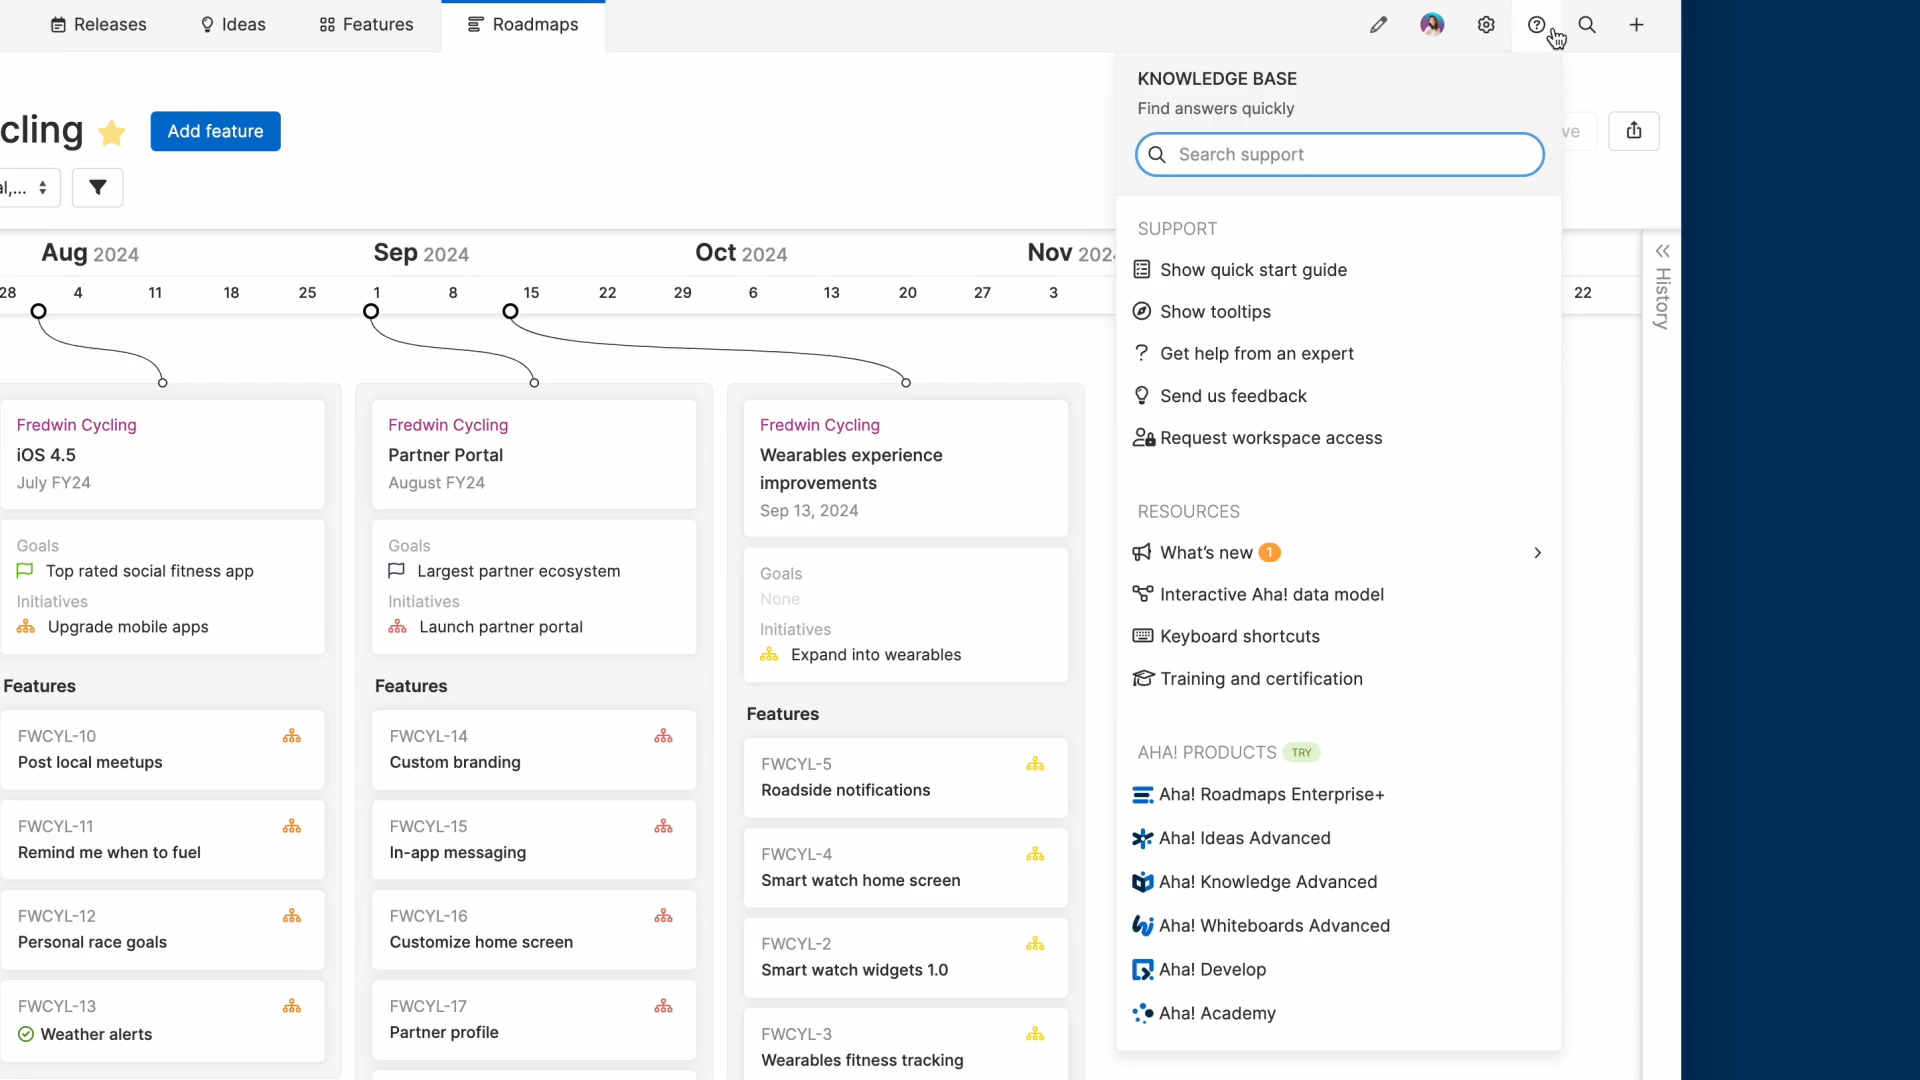 Releases
Ideas
Features
Roadmaps
cling
Add feature
al,...
ve
KNOWLEDGE BASE
Find answers quickly
Search support
Aug 2024
Sep 2024
Oct 2024
Nov 202
28 4 11 18 25 1 8 15 22 29 6 13 20 27 3 22
History
Fredwin Cycling
iOS 4.5
July FY24
Goals
Top rated social fitness app
Initiatives
Upgrade mobile apps
Features
FWCYL-10
Post local meetups
FWCYL-11
Remind me when to fuel
FWCYL-12
Personal race goals
FWCYL-13
Weather alerts
Fredwin Cycling
Partner Portal
August FY24
Goals
Largest partner ecosystem
Initiatives
Launch partner portal
Features
FWCYL-14
Custom branding
FWCYL-15
In-app messaging
FWCYL-16
Customize home screen
FWCYL-17
Partner profile
Fredwin Cycling
Wearables experience
improvements
Sep 13, 2024
Goals
None
Initiatives
Expand into wearables
Features
FWCYL-5
Roadside notifications
FWCYL-4
Smart watch home screen
FWCYL-2
Smart watch widgets 1.0
FWCYL-3
Wearables fitness tracking
SUPPORT
Show quick start guide
Show tooltips
Get help from an expert
Send us feedback
Request workspace access
RESOURCES
What's new 1
Interactive Aha! data model
Keyboard shortcuts
Training and certification
AHA! PRODUCTS TRY
Aha! Roadmaps Enterprise+
Aha! Ideas Advanced
Aha! Knowledge Advanced
Aha! Whiteboards Advanced
Aha! Develop
Aha! Academy